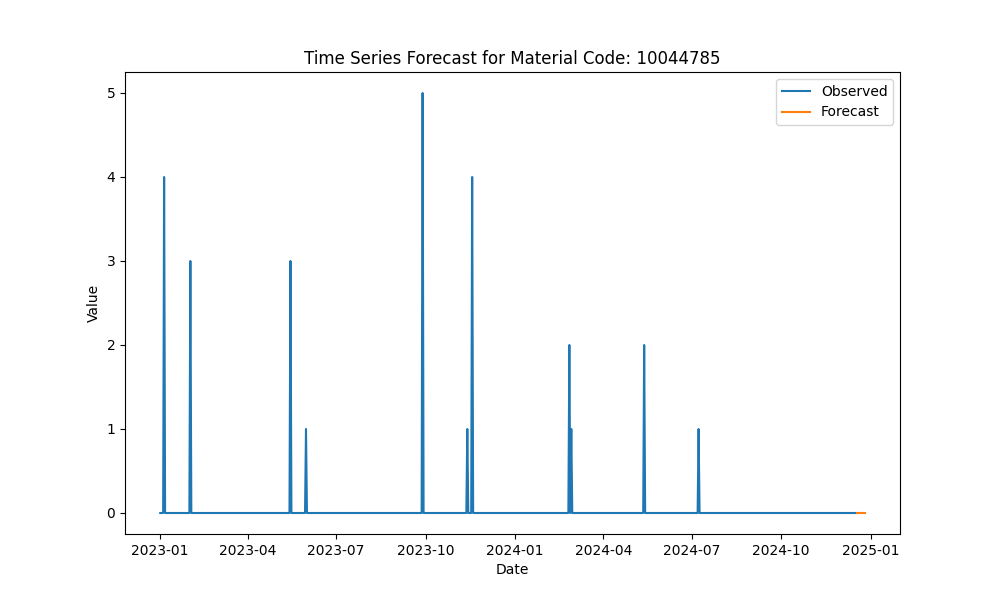 Time Series Forecast for Material Code: 10044785
Observed
Forecast
5
4
3
2
1
0
Value
2023-01 2023-04 2023-07 2023-10 2024-01 2024-04 2024-07 2024-10 2025-01
Date